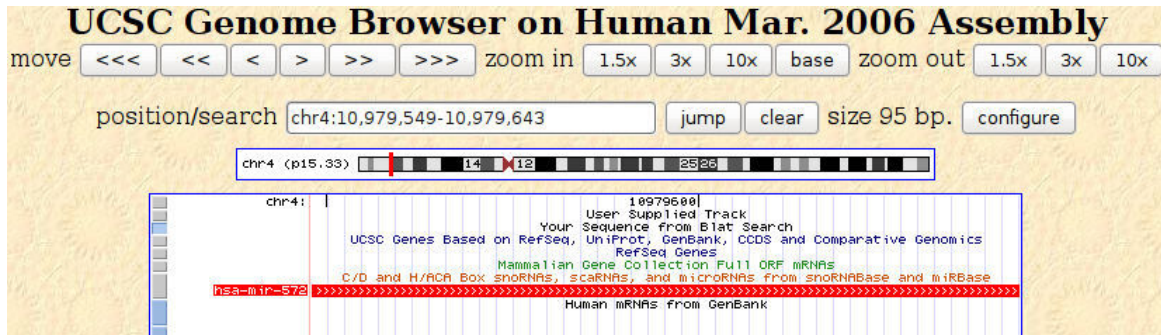 UCSC Genome Browser on Human Mar. 2006 Assembly
move <<< << < > >> >>> zoom in 1.5x 3x 10x base zoom out 1.5x 3x 10x
position/search chr4:10,979,549-10,979,643 jump clear size 95 bp. configure
chr4 (p15.33) 14 12 25 26
chr4: 10979600
User Supplied Track
Your Sequence from Blat Search
UCSC Genes Based on RefSeq, UniProt, GenBank, CCDS and Comparative Genomics
RefSeq Genes
Mammalian Gene Collection Full ORF mRNAs
C/D and H/ACA Box snoRNAs, scaRNAs, and microRNAs from snoRNABase and miRBase
hsa-mir-572
Human mRNAs from GenBank